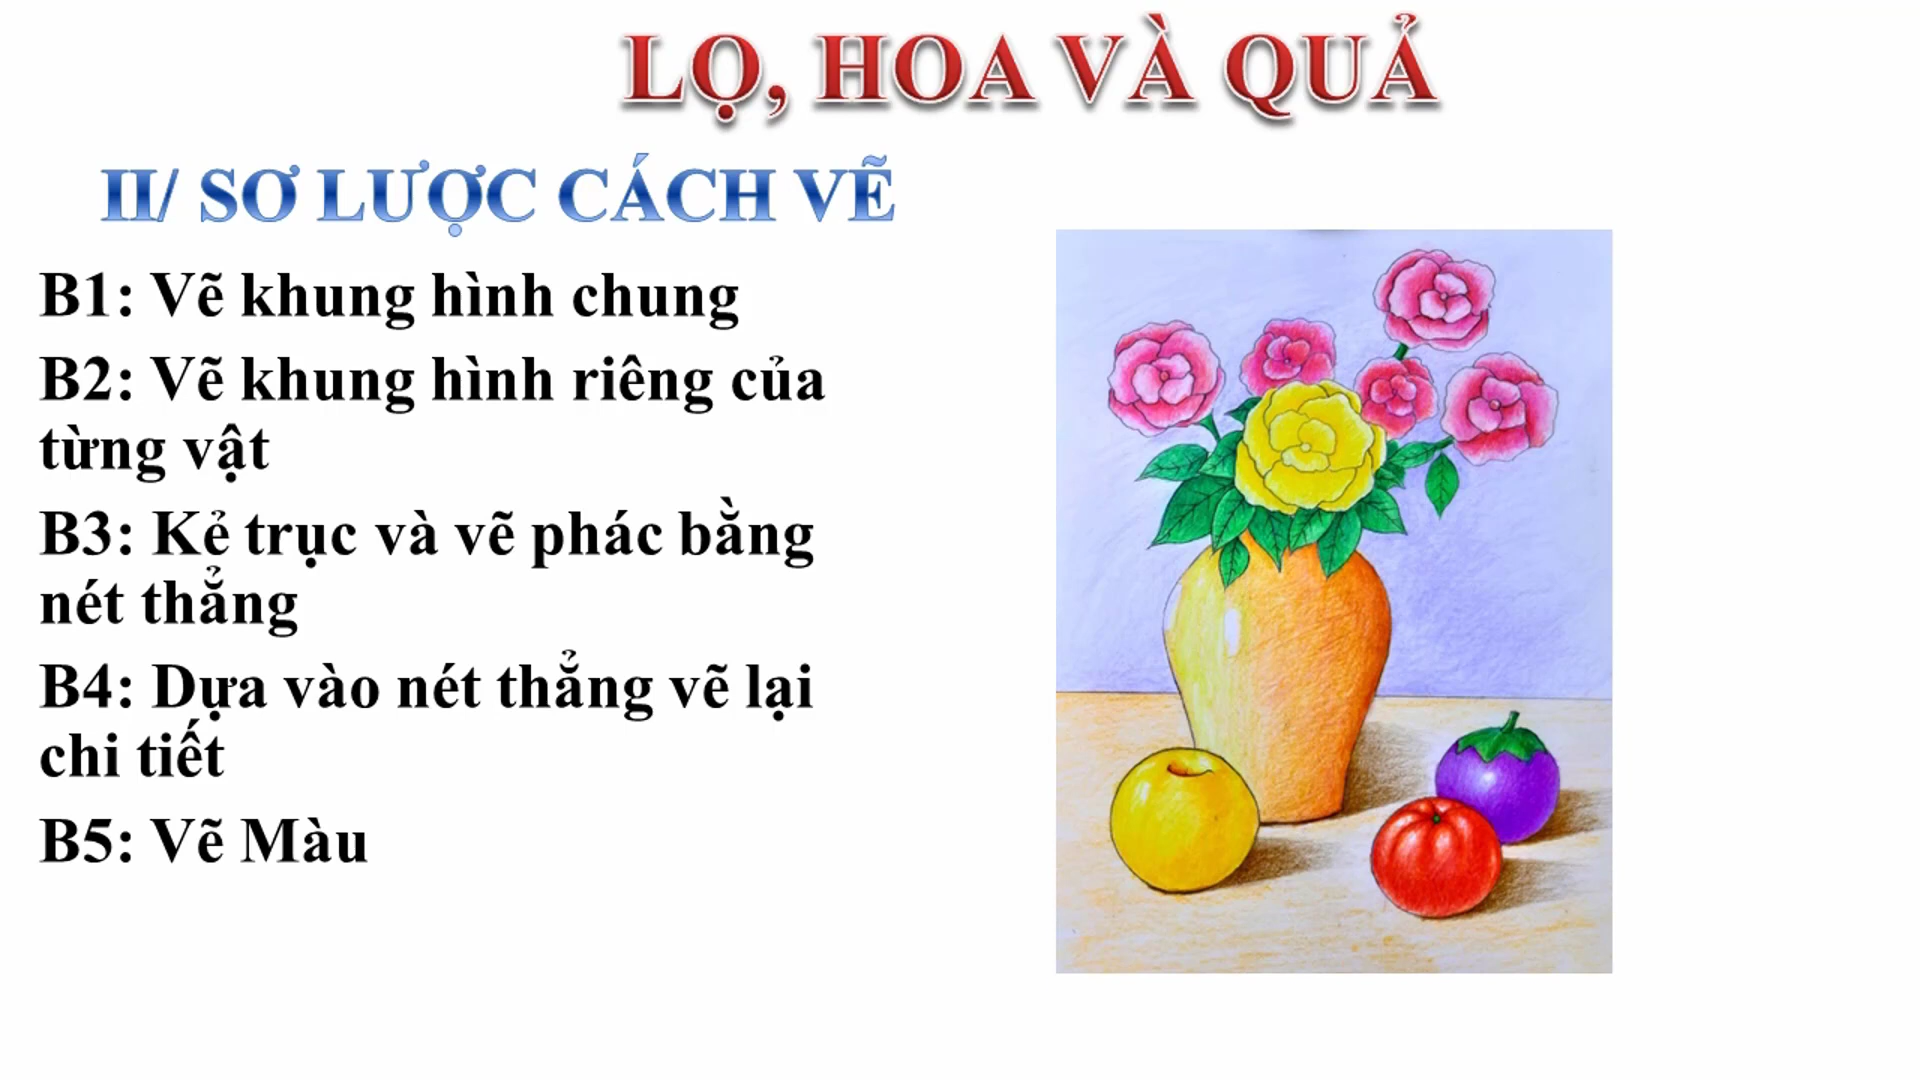 LỌ, HOA VÀ QUẢ
II/ SƠ LƯỢC CÁCH VẼ
B1: Vẽ khung hình chung
B2: Vẽ khung hình riêng của
từng vật
B3: Kẻ trục và vẽ phác bằng
nét thẳng
B4: Dựa vào nét thẳng vẽ lại
chi tiết
B5: Vẽ Màu